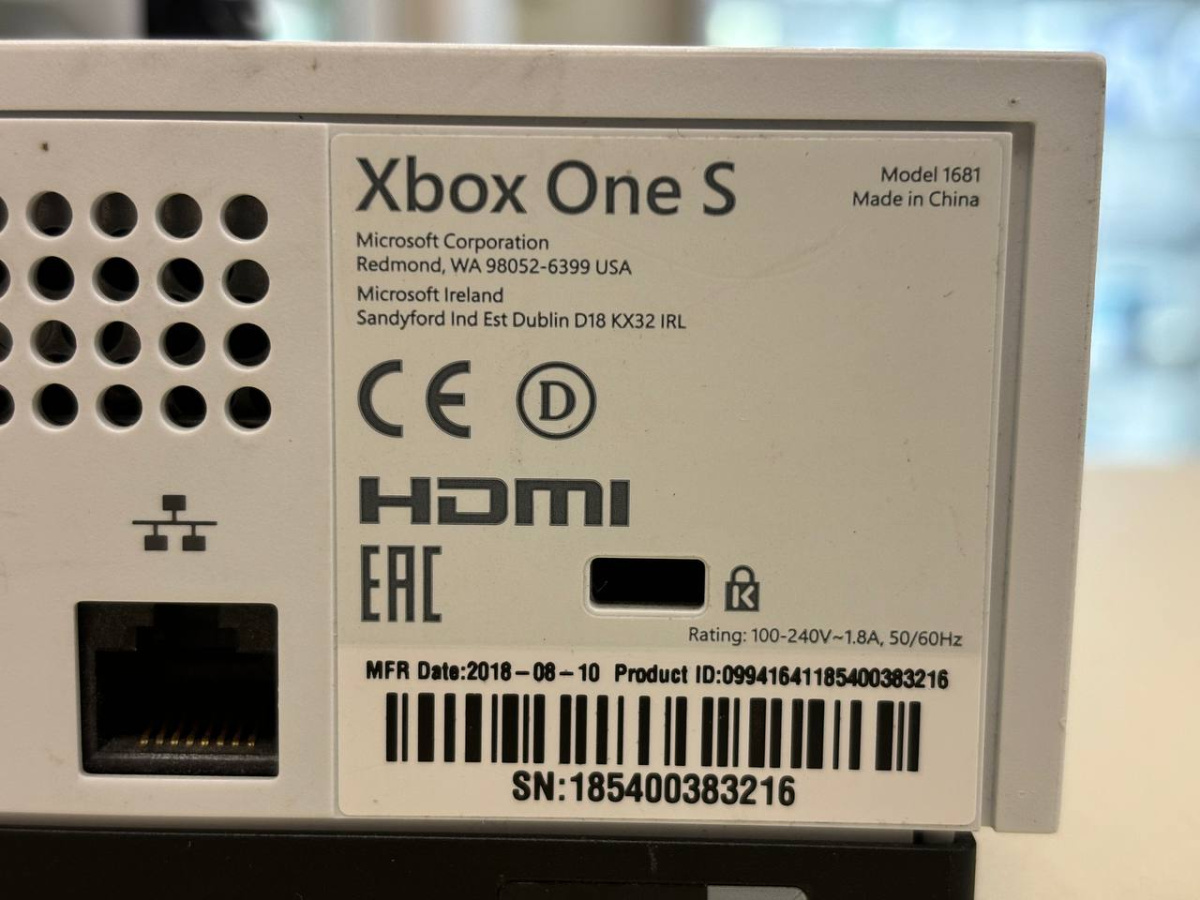 Xbox One S
Model 1681
Made in China
Microsoft Corporation
Redmond, WA 98052-6399 USA
Microsoft Ireland
Sandyford Ind Est Dublin D18 KX32 IRL
CE D
HDMI
EAC
K
Rating: 100-240V~1.8A, 50/60Hz
MFR Date:2018-08-10 Product ID:09941641185400383216
SN:185400383216